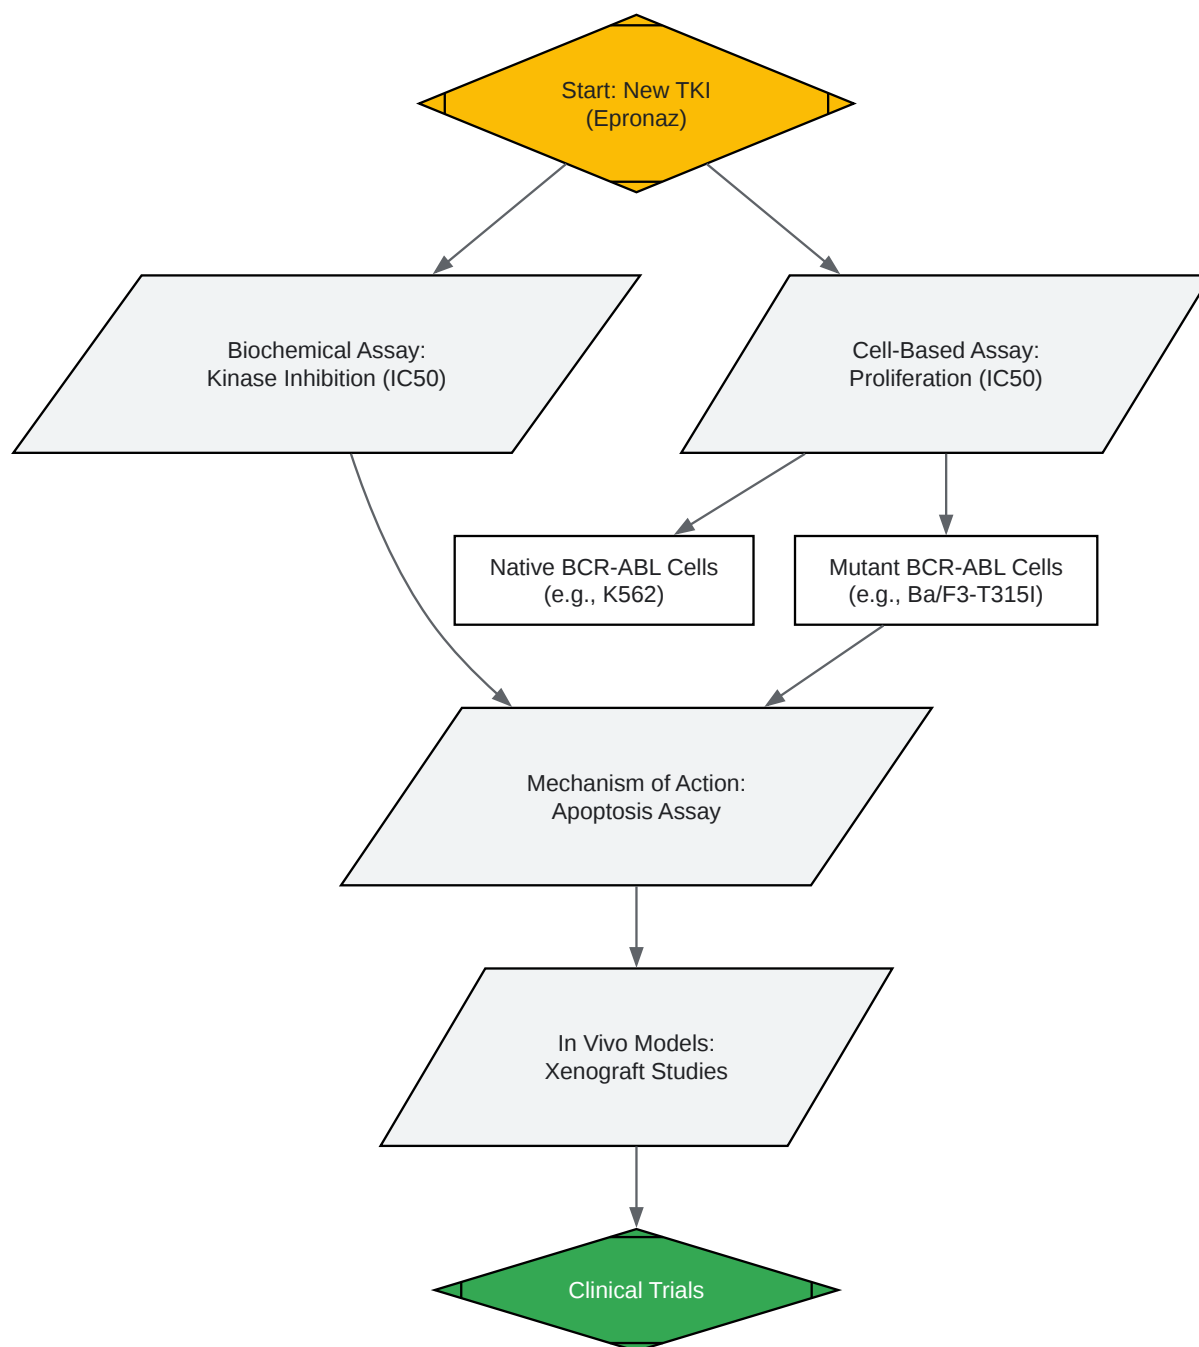 Start: New TKI
(Epronaz)
Biochemical Assay:
Kinase Inhibition (IC50)
Cell-Based Assay:
Proliferation (IC50)
Native BCR-ABL Cells
(e.g., K562)
Mutant BCR-ABL Cells
(e.g., Ba/F3-T315I)
Mechanism of Action:
Apoptosis Assay
In Vivo Models:
Xenograft Studies
Clinical Trials